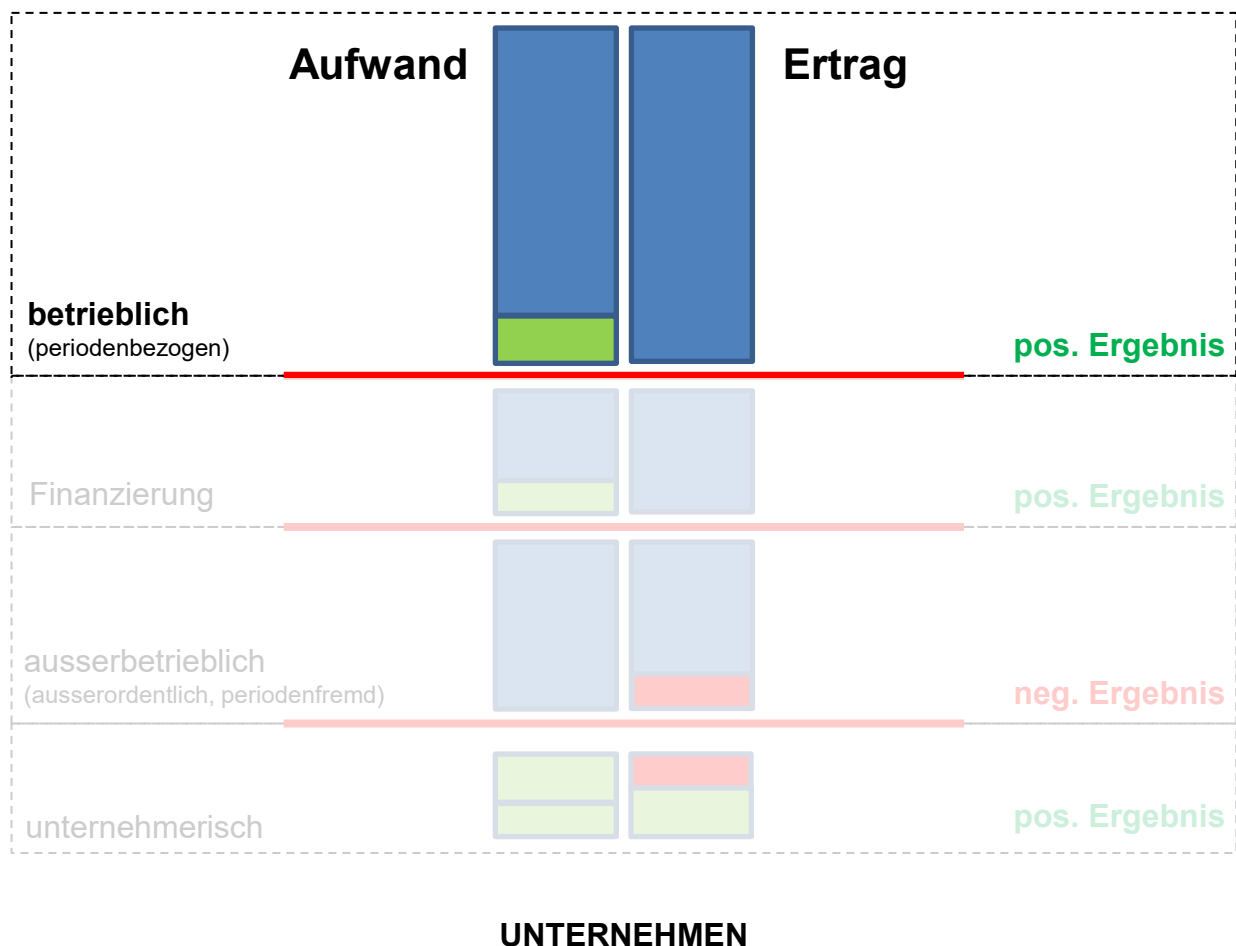 Aufwand
Ertrag
betrieblich
(periodenbezogen)
pos. Ergebnis
Finanzierung
pos. Ergebnis
ausserbetrieblich
(ausserordentlich, periodenfremd)
neg. Ergebnis
unternehmerisch
pos. Ergebnis
UNTERNEHMEN